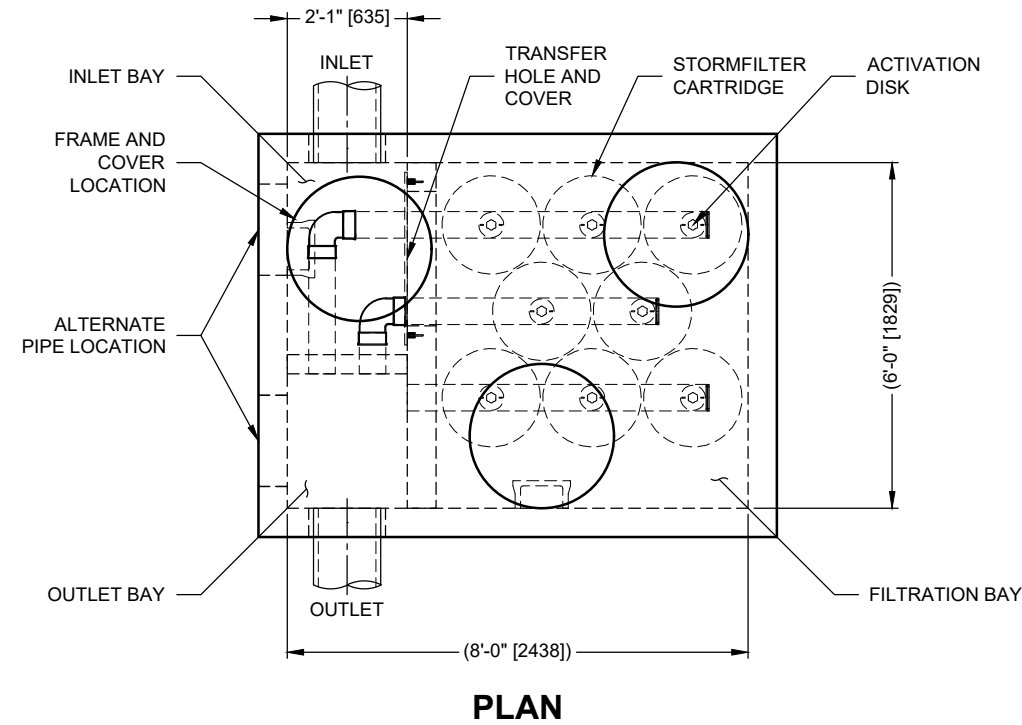 2'-1" [635]
INLET
INLET BAY
TRANSFER
HOLE AND
COVER
STORMFILTER
CARTRIDGE
ACTIVATION
DISK
FRAME AND
COVER
LOCATION
ALTERNATE
PIPE LOCATION
(6'-0" [1829])
OUTLET BAY
OUTLET
FILTRATION BAY
(8'-0" [2438])
PLAN